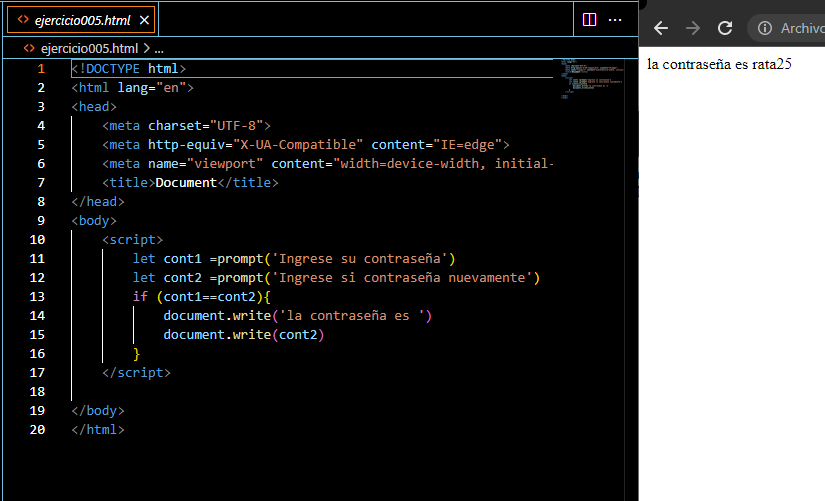 <> ejercicio005.html ×
<> ejercicio005.html > ...
1 <!DOCTYPE html>
2 <html lang="en">
3 <head>
4     <meta charset="UTF-8">
5     <meta http-equiv="X-UA-Compatible" content="IE=edge">
6     <meta name="viewport" content="width=device-width, initial-
7     <title>Document</title>
8 </head>
9 <body>
10     <script>
11         let cont1 =prompt('Ingrese su contraseña')
12         let cont2 =prompt('Ingrese si contraseña nuevamente')
13         if (cont1==cont2){
14             document.write('la contraseña es ')
15             document.write(cont2)
16         }
17     </script>
18
19 </body>
20 </html>
Archivo
la contraseña es rata25